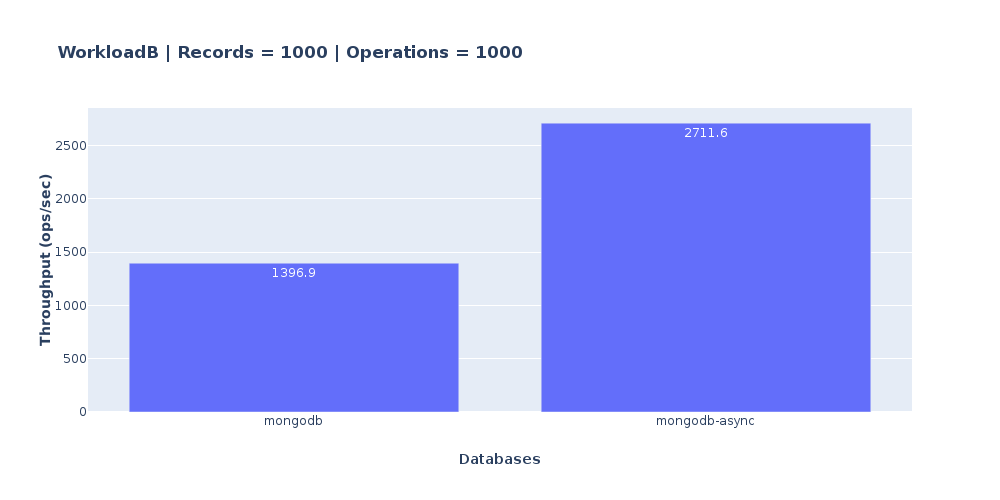 WorkloadB | Records = 1000 | Operations = 1000
Throughput (ops/sec)
2500
2000
1500
1000
500
0
1396.9
2711.6
mongodb
mongodb-async
Databases